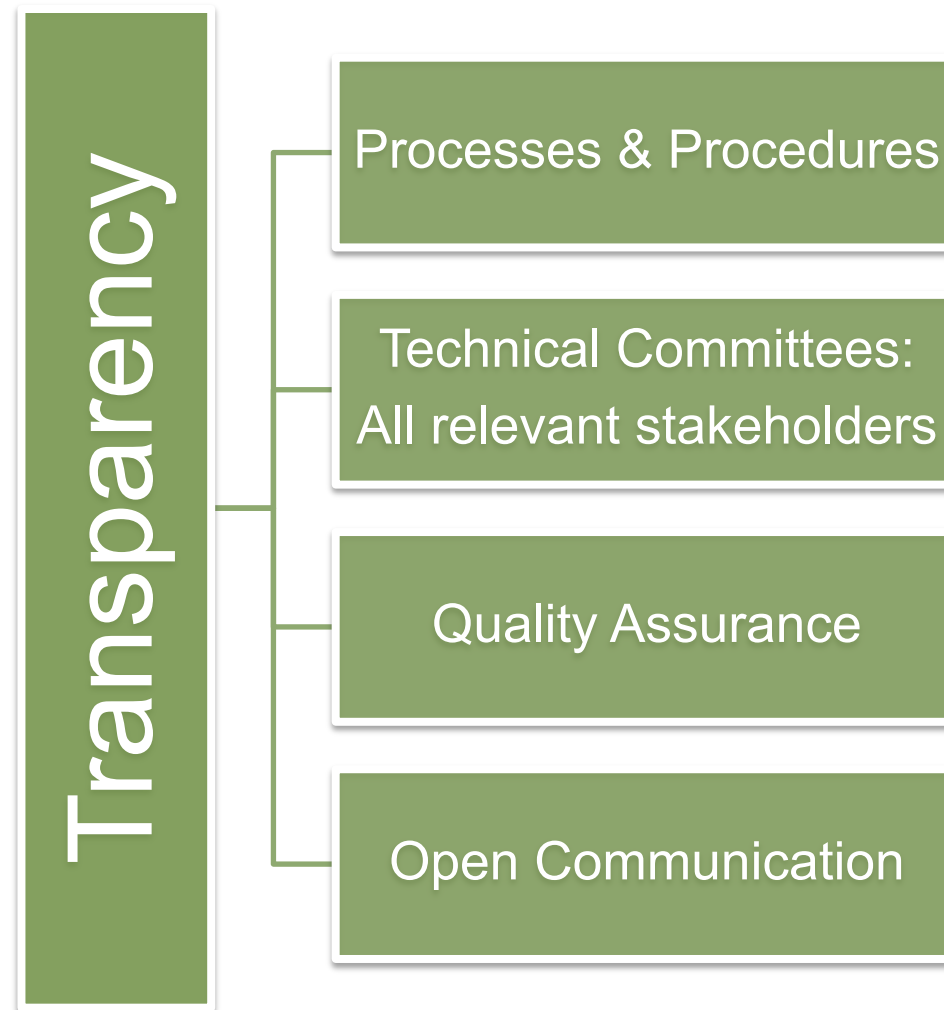 Transparency
Processes & Procedures
Technical Committees:
All relevant stakeholders
Quality Assurance
Open Communication